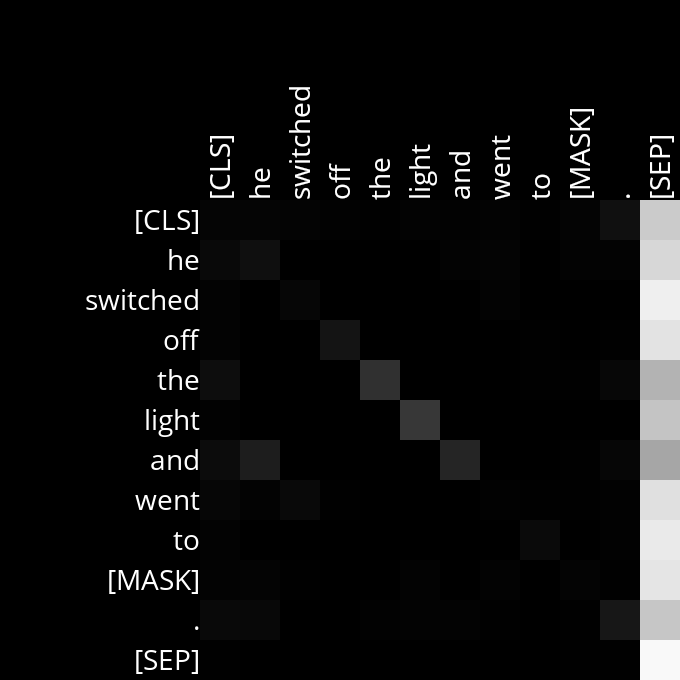 [CLS] he switched off the light and went to [MASK] . [SEP]
[CLS]
he
switched
off
the
light
and
went
to
[MASK]
.
[SEP]